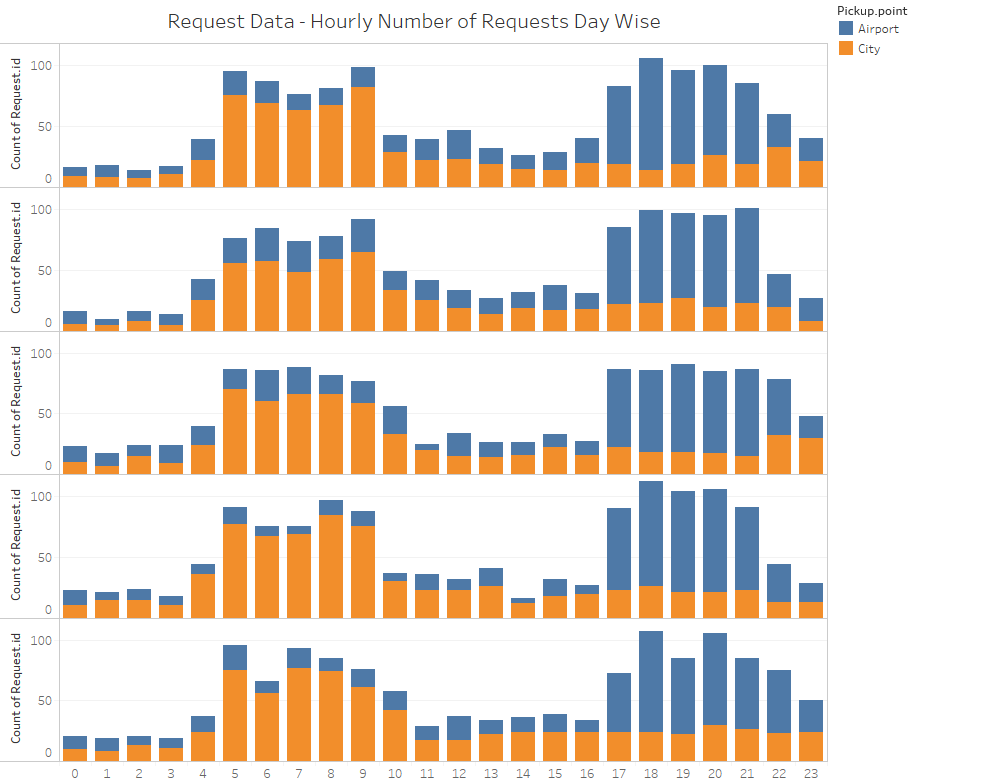 Request Data - Hourly Number of Requests Day Wise
Pickup.point
Airport
City
Count of Request.id
100
50
0
Count of Request.id
100
50
0
Count of Request.id
100
50
0
Count of Request.id
100
50
0
Count of Request.id
100
50
0
0 1 2 3 4 5 6 7 8 9 10 11 12 13 14 15 16 17 18 19 20 21 22 23